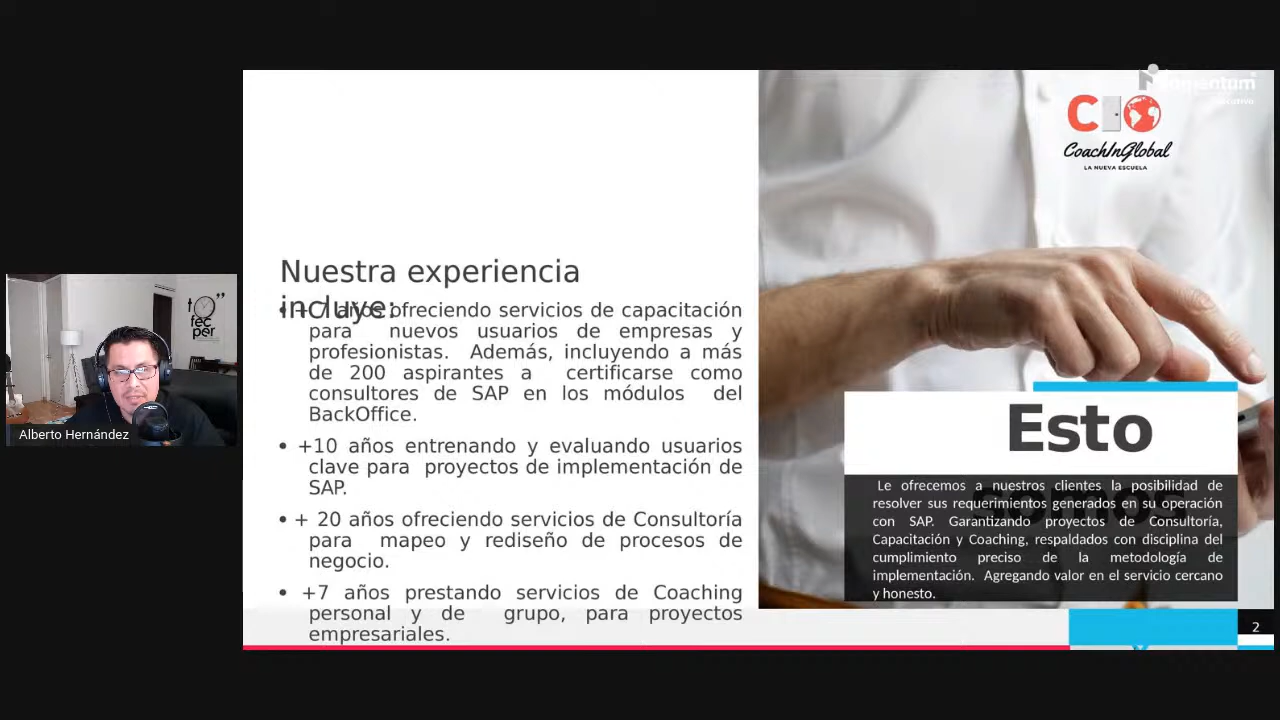 Nuestra experiencia
incluye:
• + 7 años ofreciendo servicios de capacitación
para nuevos usuarios de empresas y
profesionistas. Además, incluyendo a más
de 200 aspirantes a certificarse como
consultores de SAP en los módulos del
BackOffice.
• +10 años entrenando y evaluando usuarios
clave para proyectos de implementación de
SAP.
• + 20 años ofreciendo servicios de Consultoría
para mapeo y rediseño de procesos de
negocio.
• +7 años prestando servicios de Coaching
personal y de grupo, para proyectos
empresariales.
CoachInGlobal
LA NUEVA ESCUELA
Esto
somos
Le ofrecemos a nuestros clientes la posibilidad de
resolver sus requerimientos generados en su operación
con SAP. Garantizando proyectos de Consultoría,
Capacitación y Coaching, respaldados con disciplina del
cumplimiento preciso de la metodología de
implementación. Agregando valor en el servicio cercano
y honesto.
2
fec
per
Alberto Hernández